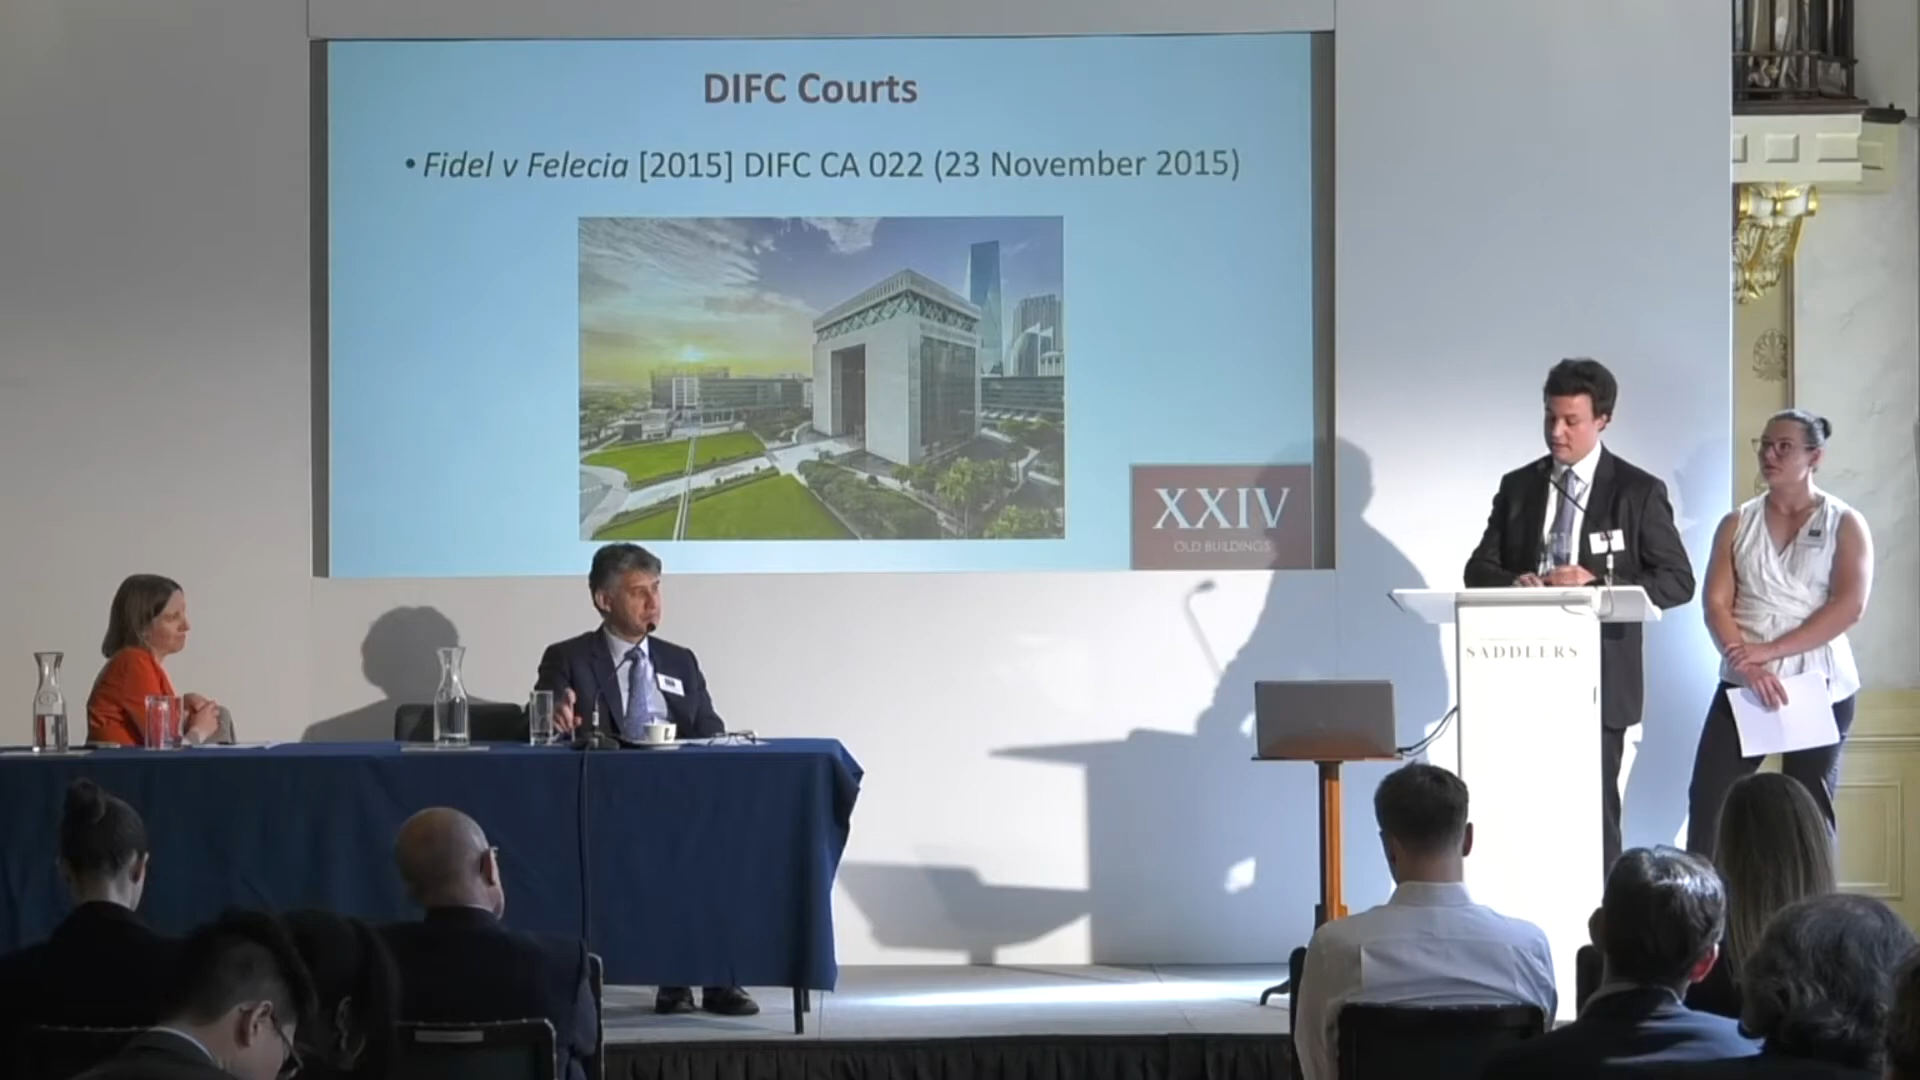 DIFC Courts
• Fidel v Felecia [2015] DIFC CA 022 (23 November 2015)
XXIV
OLD BUILDINGS
SADDLERS